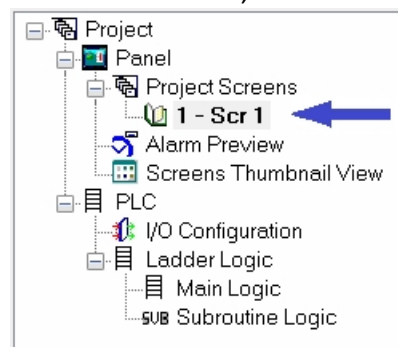 Project
Panel
Project Screens
1 - Scr 1
Alarm Preview
Screens Thumbnail View
PLC
I/O Configuration
Ladder Logic
Main Logic
SUB Subroutine Logic